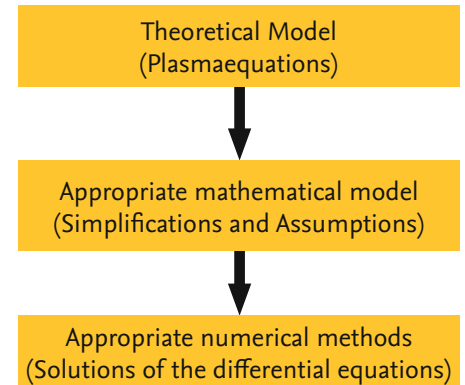 Theoretical Model
(Plasmaequations)
Appropriate mathematical model
(Simplifications and Assumptions)
Appropriate numerical methods
(Solutions of the differential equations)